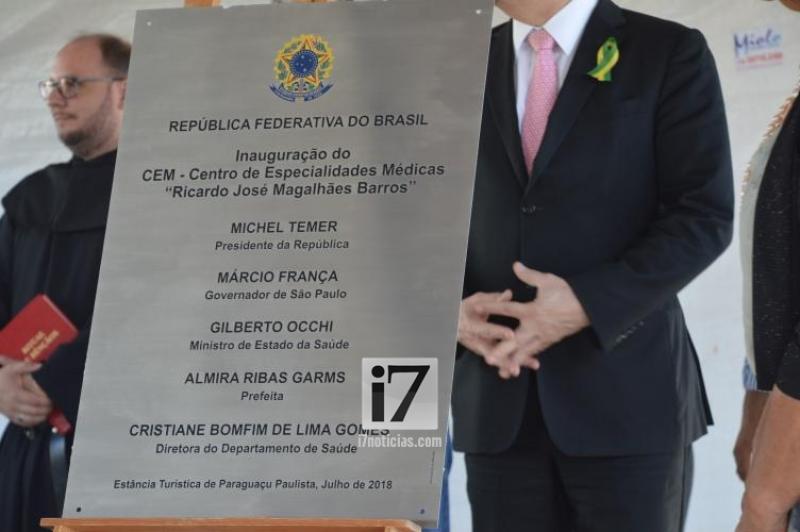 REPÚBLICA FEDERATIVA DO BRASIL
Inauguração do
CEM - Centro de Especialidades Médicas
“Ricardo José Magalhães Barros”
MICHEL TEMER
Presidente da República
MÁRCIO FRANÇA
Governador de São Paulo
GILBERTO OCCHI
Ministro de Estado da Saúde
ALMIRA RIBAS GARMS
Prefeita
CRISTIANE BOMFIM DE LIMA GOMES
Diretora do Departamento de Saúde
Estância Turística de Paraguaçu Paulista, Julho de 2018
i7
i7noticias.com
Miele